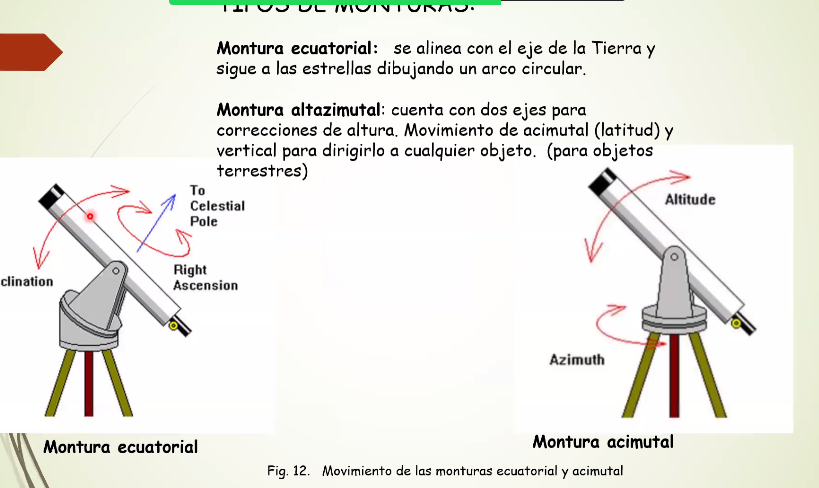 TIPOS DE MONTURAS:
Montura ecuatorial: se alinea con el eje de la Tierra y
sigue a las estrellas dibujando un arco circular.
Montura altazimutal: cuenta con dos ejes para
correcciones de altura. Movimiento de acimutal (latitud) y
vertical para dirigirlo a cualquier objeto. (para objetos
terrestres)
To
Celestial
Pole
clination
Right
Ascension
Altitude
Azimuth
Montura ecuatorial
Montura acimutal
Fig. 12. Movimiento de las monturas ecuatorial y acimutal